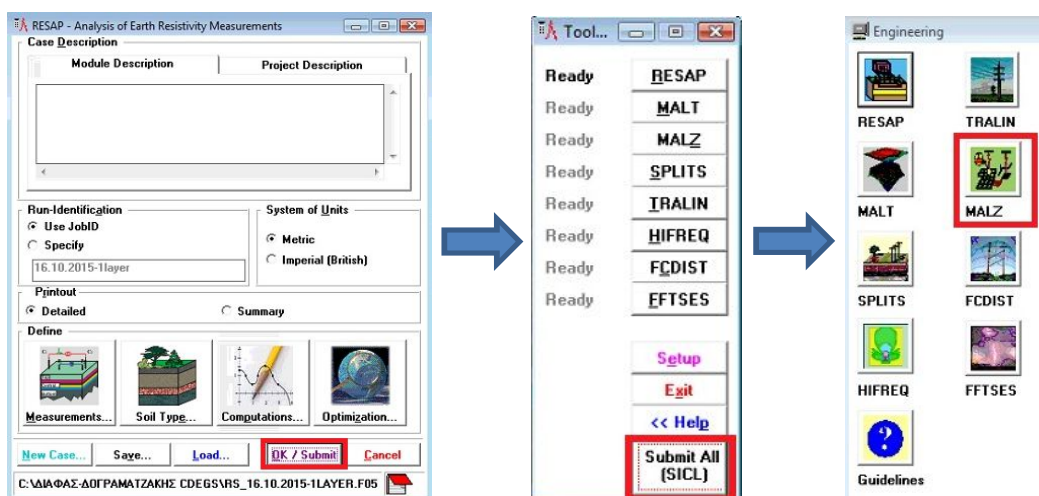 RESAP - Analysis of Earth Resistivity Measurements
Case Description
Module Description
Project Description
Run-Identification
Use JobID
Specify
16.10.2015-1layer
System of Units
Metric
Imperial (British)
Printout
Detailed
Summary
Define
Measurements...
Soil Type...
Computations...
Optimization...
New Case...
Save...
Load...
OK / Submit
Cancel
C:\ΔΙΑΦΑΣ-ΔΟΓΡΑΜΑΤΖΑΚΗΣ CDEGS\RS_16.10.2015-1LAYER.F05
Tool...
Ready RESAP
Ready MALT
Ready MALZ
Ready SPLITS
Ready TRALIN
Ready HIFREQ
Ready FCDIST
Ready FFTSES
Setup
Exit
<< Help
Submit All
(SICL)
Engineering
RESAP
TRALIN
MALT
MALZ
SPLITS
FCDIST
HIFREQ
FFTSES
?
Guidelines